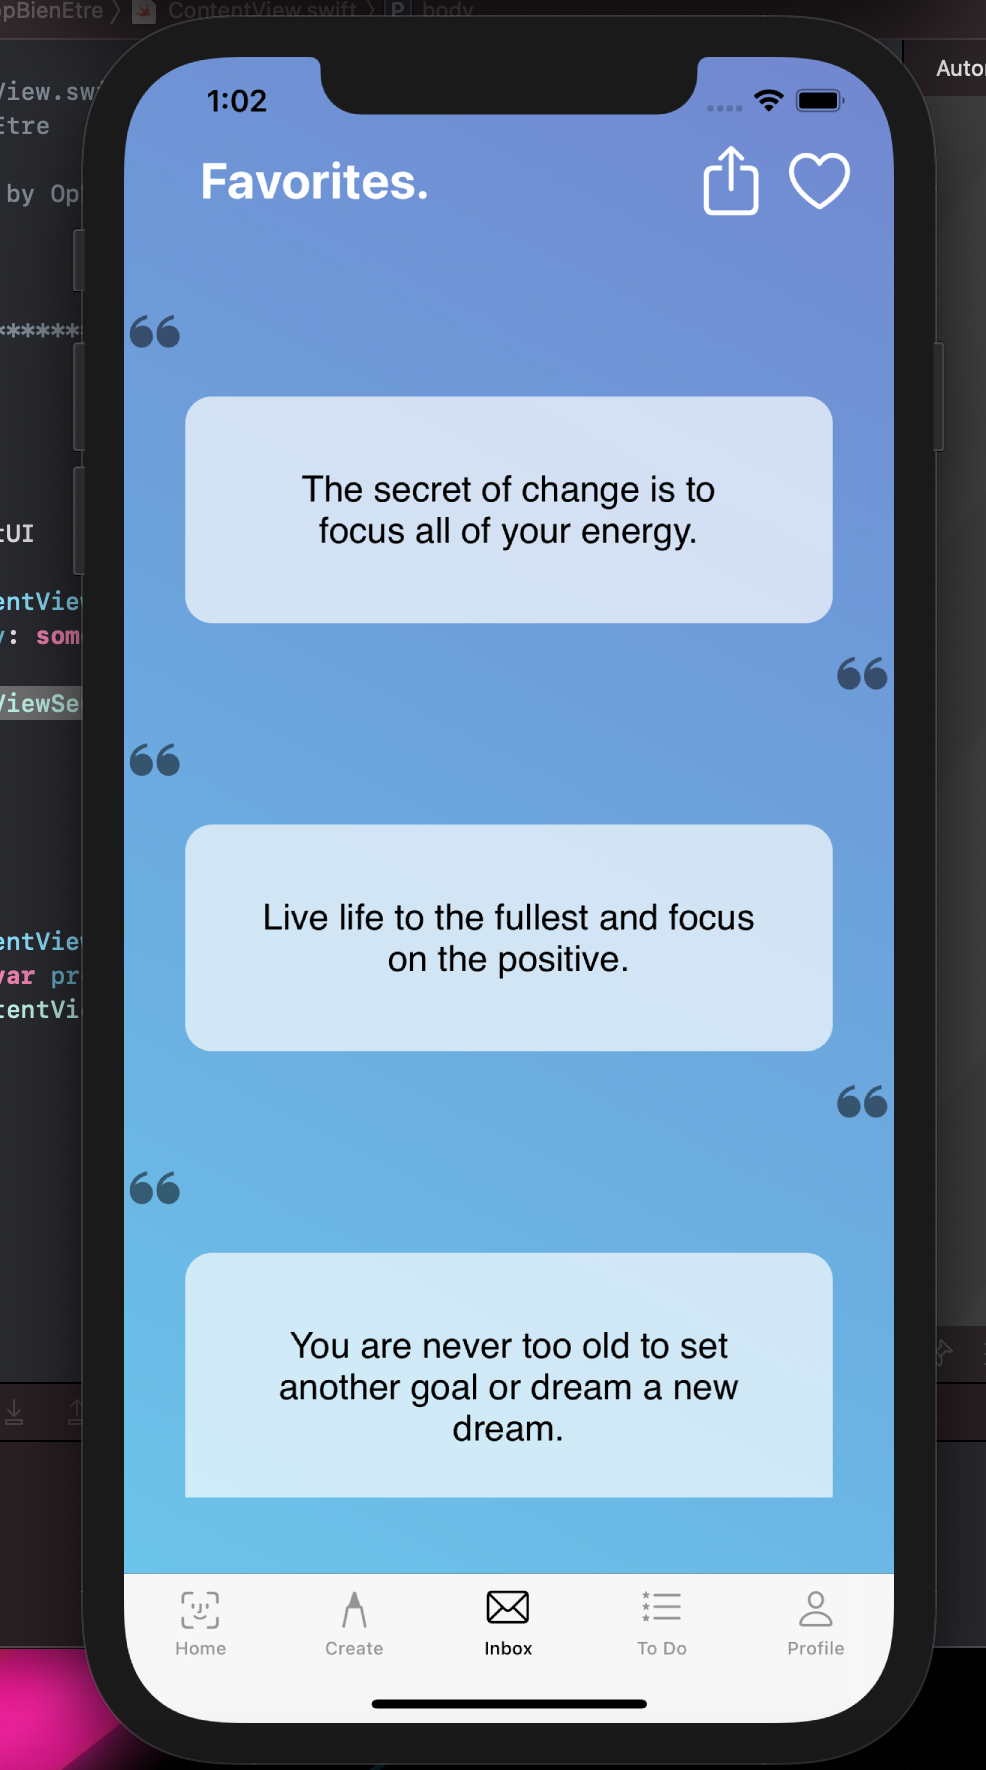 ContentView.swift
body
View.sw
Etre
by Op
Auto
tUI
entVie
: som
ViewSe
entVie
var pr
tentVi
1:02
Favorites.
“
The secret of change is to
focus all of your energy.
“
“
Live life to the fullest and focus
on the positive.
“
“
You are never too old to set
another goal or dream a new
dream.
Home
Create
Inbox
To Do
Profile